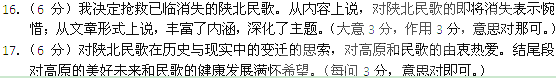 16. (6 分) 我决定抢救已临消失的陕北民歌。从内容上说，对陕北民歌的即将消失表示惋
惜；从文章形式上说，丰富了内涵，深化了主题。(大意 3 分，作用 3 分，意思对那可。)
17. (6 分) 对陕北民歌在历史与现实中的变迁的思索，对高原和民歌的由衷热爱。结尾段
对高原的美好未来和民歌的健康发展满怀希望。(每问 3 分，意思对即可。)